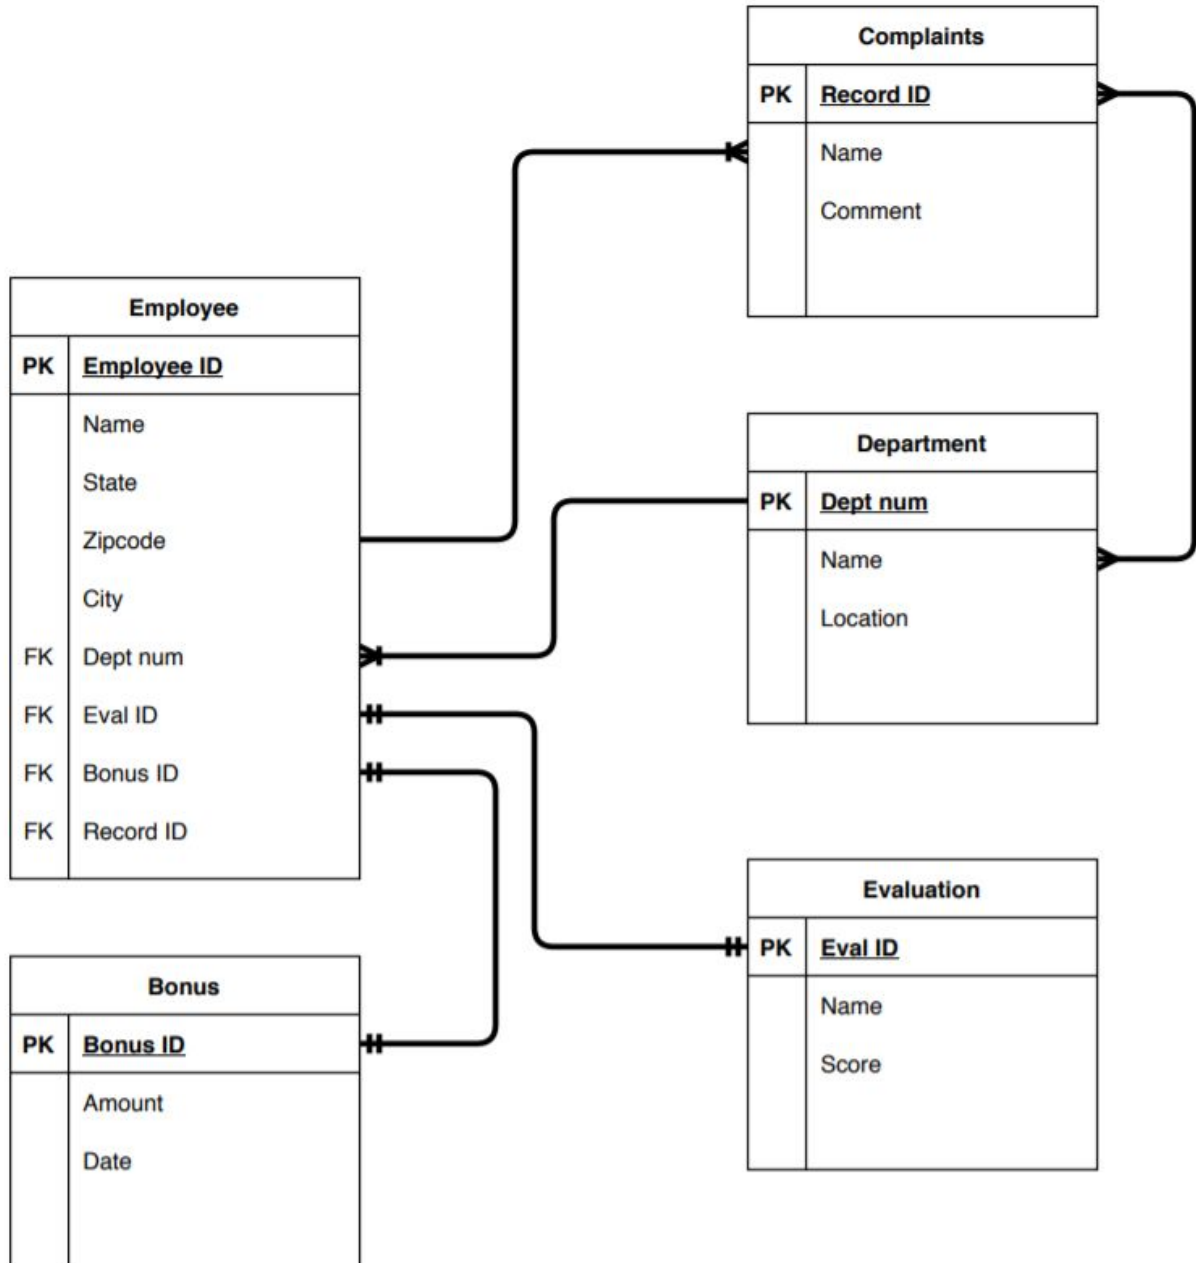 Complaints
PK Record ID
Name
Comment
Employee
PK Employee ID
Name
State
Zipcode
City
FK Dept num
FK Eval ID
FK Bonus ID
FK Record ID
Department
PK Dept num
Name
Location
Evaluation
PK Eval ID
Name
Score
Bonus
PK Bonus ID
Amount
Date